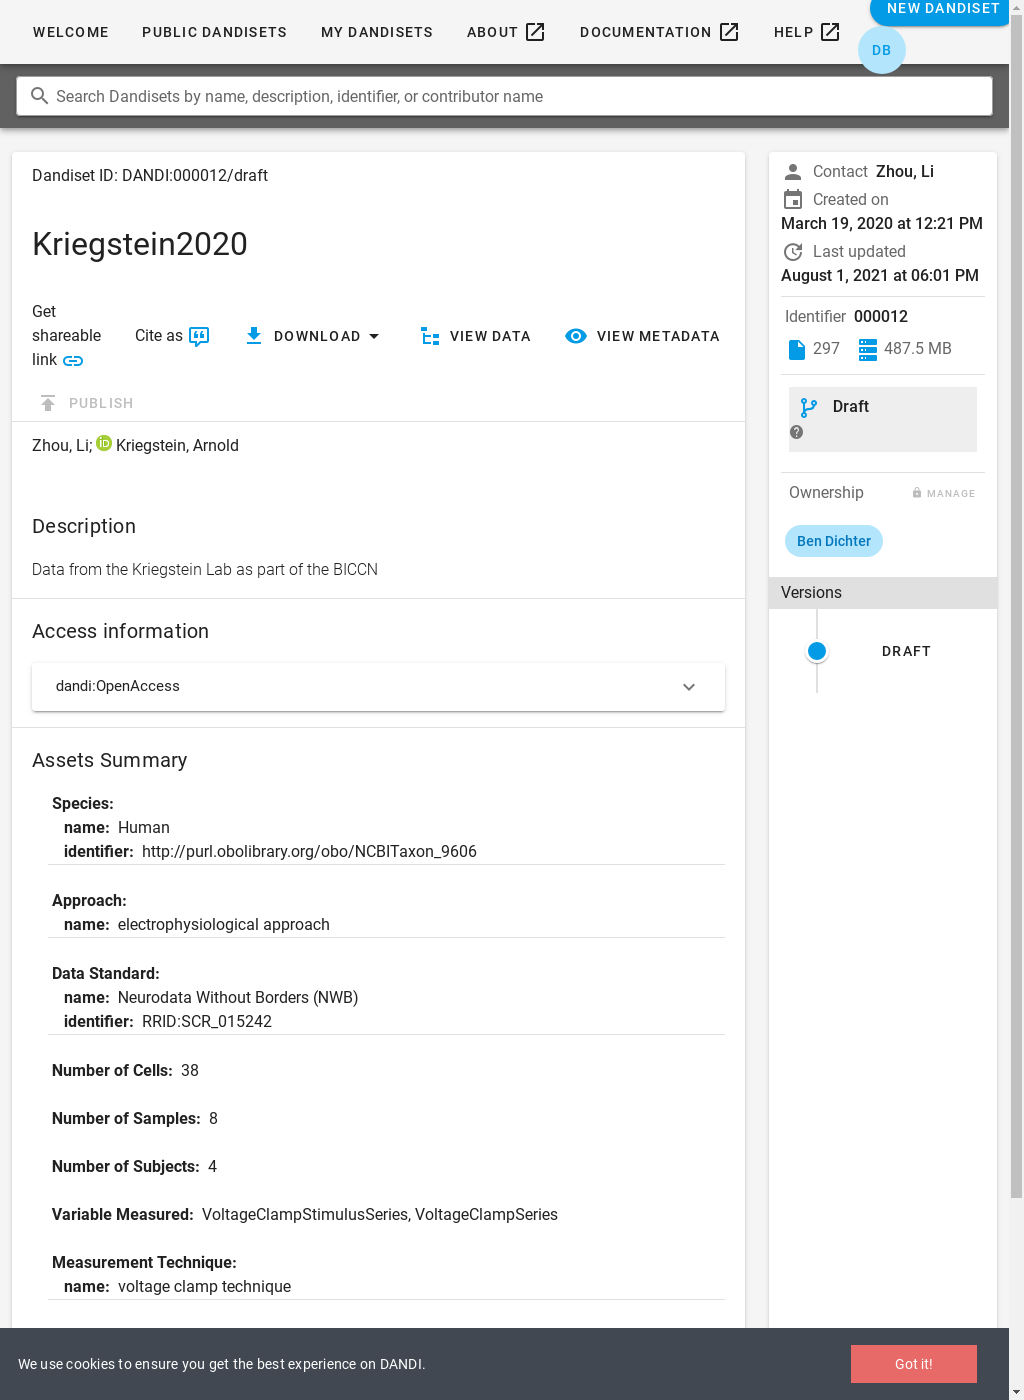 WELCOME PUBLIC DANDISETS MY DANDISETS ABOUT DOCUMENTATION HELP NEW DANDISET
DB
Search Dandisets by name, description, identifier, or contributor name
Dandiset ID: DANDI:000012/draft
Kriegstein2020
Get shareable link
Cite as
DOWNLOAD
VIEW DATA
VIEW METADATA
PUBLISH
Zhou, Li; iD Kriegstein, Arnold
Description
Data from the Kriegstein Lab as part of the BICCN
Access information
dandi:OpenAccess
Assets Summary
Species:
name: Human
identifier: http://purl.obolibrary.org/obo/NCBITaxon_9606
Approach:
name: electrophysiological approach
Data Standard:
name: Neurodata Without Borders (NWB)
identifier: RRID:SCR_015242
Number of Cells: 38
Number of Samples: 8
Number of Subjects: 4
Variable Measured: VoltageClampStimulusSeries, VoltageClampSeries
Measurement Technique:
name: voltage clamp technique
Contact Zhou, Li
Created on
March 19, 2020 at 12:21 PM
Last updated
August 1, 2021 at 06:01 PM
Identifier 000012
297 487.5 MB
Draft
?
Ownership MANAGE
Ben Dichter
Versions
DRAFT
We use cookies to ensure you get the best experience on DANDI.
Got it!